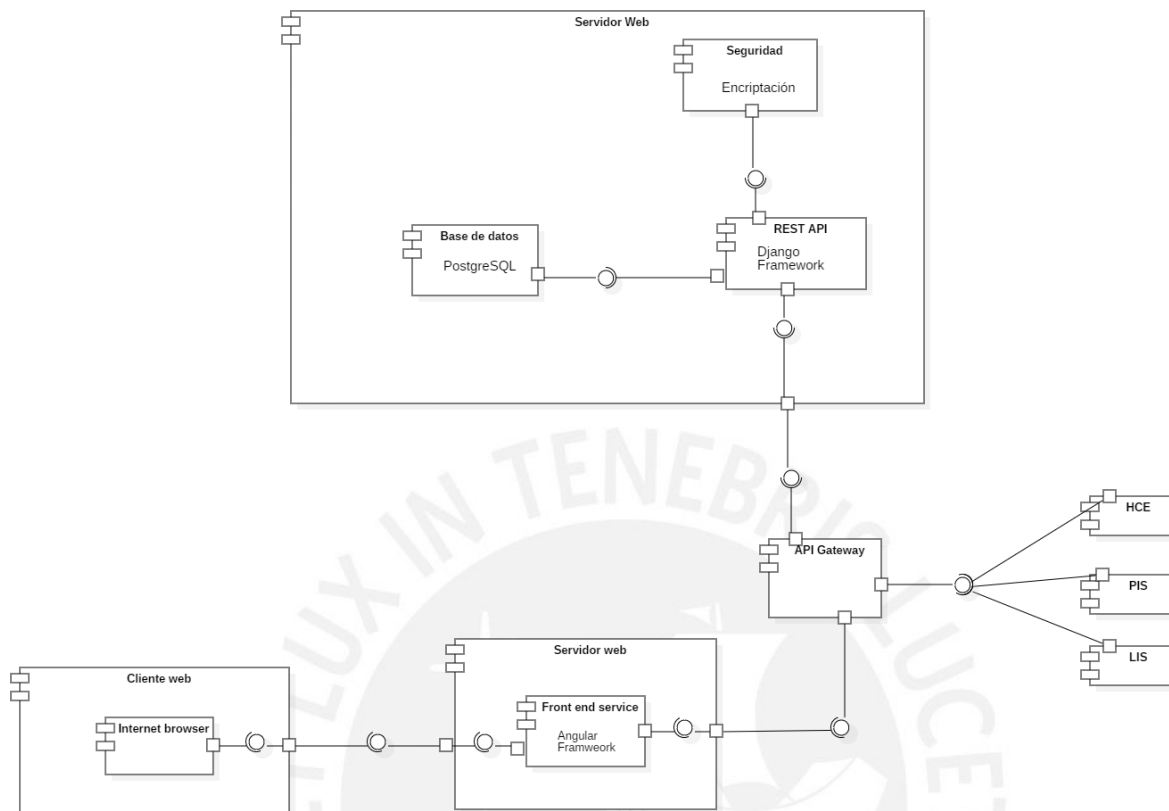 Servidor Web
Seguridad
Encriptación
REST API
Django
Framework
Base de datos
PostgreSQL
LUX IN TENEBRIS LUCET
API Gateway
HCE
PIS
LIS
Servidor web
Cliente web
Front end service
Angular
Framweork
Internet browser